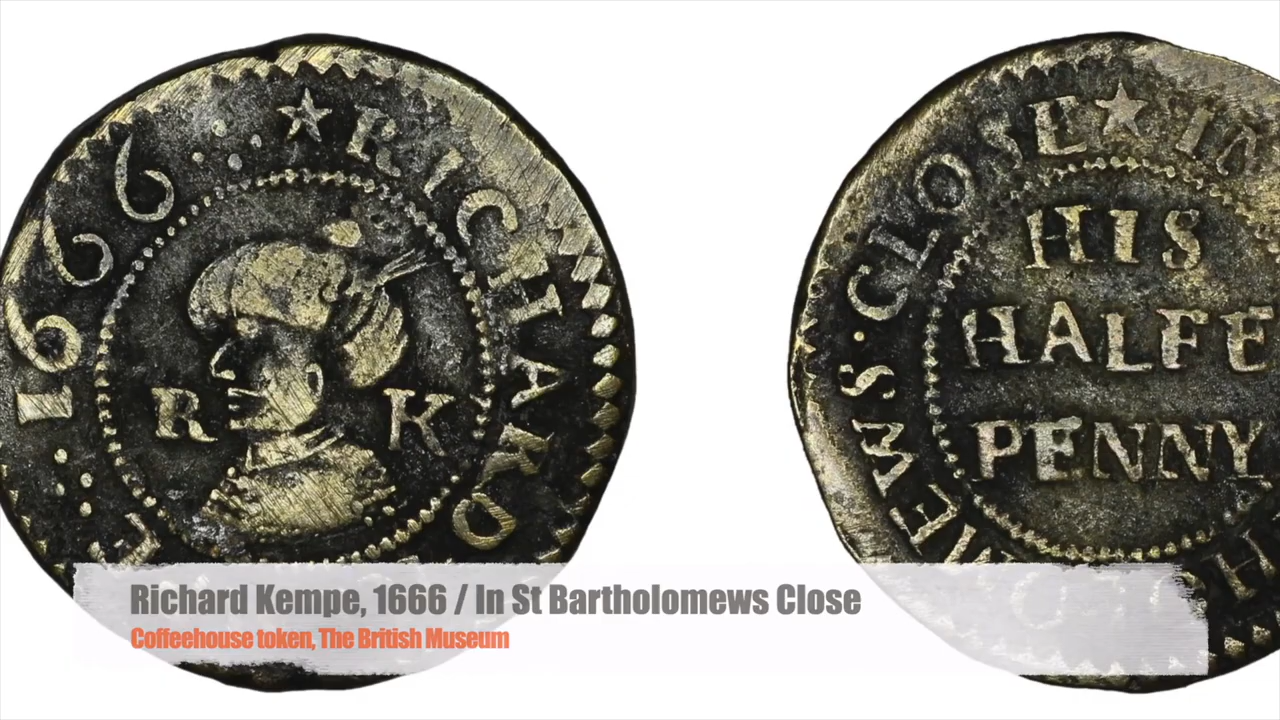 ★ RICHARD
1666
R K
CLOSE ★ IN
MEWS
HIS
HALFE
PENNY
Richard Kempe, 1666 / In St Bartholomews Close
Coffeehouse token, The British Museum